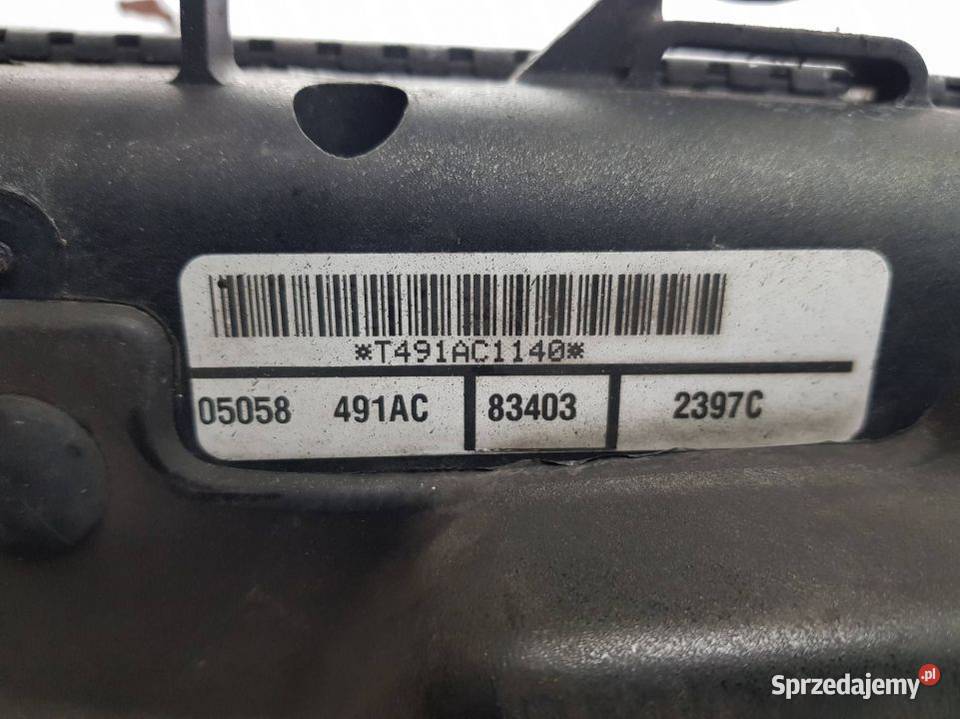 *T491AC1140*
05058 491AC 83403 2397C
Sprzedajemy.pl